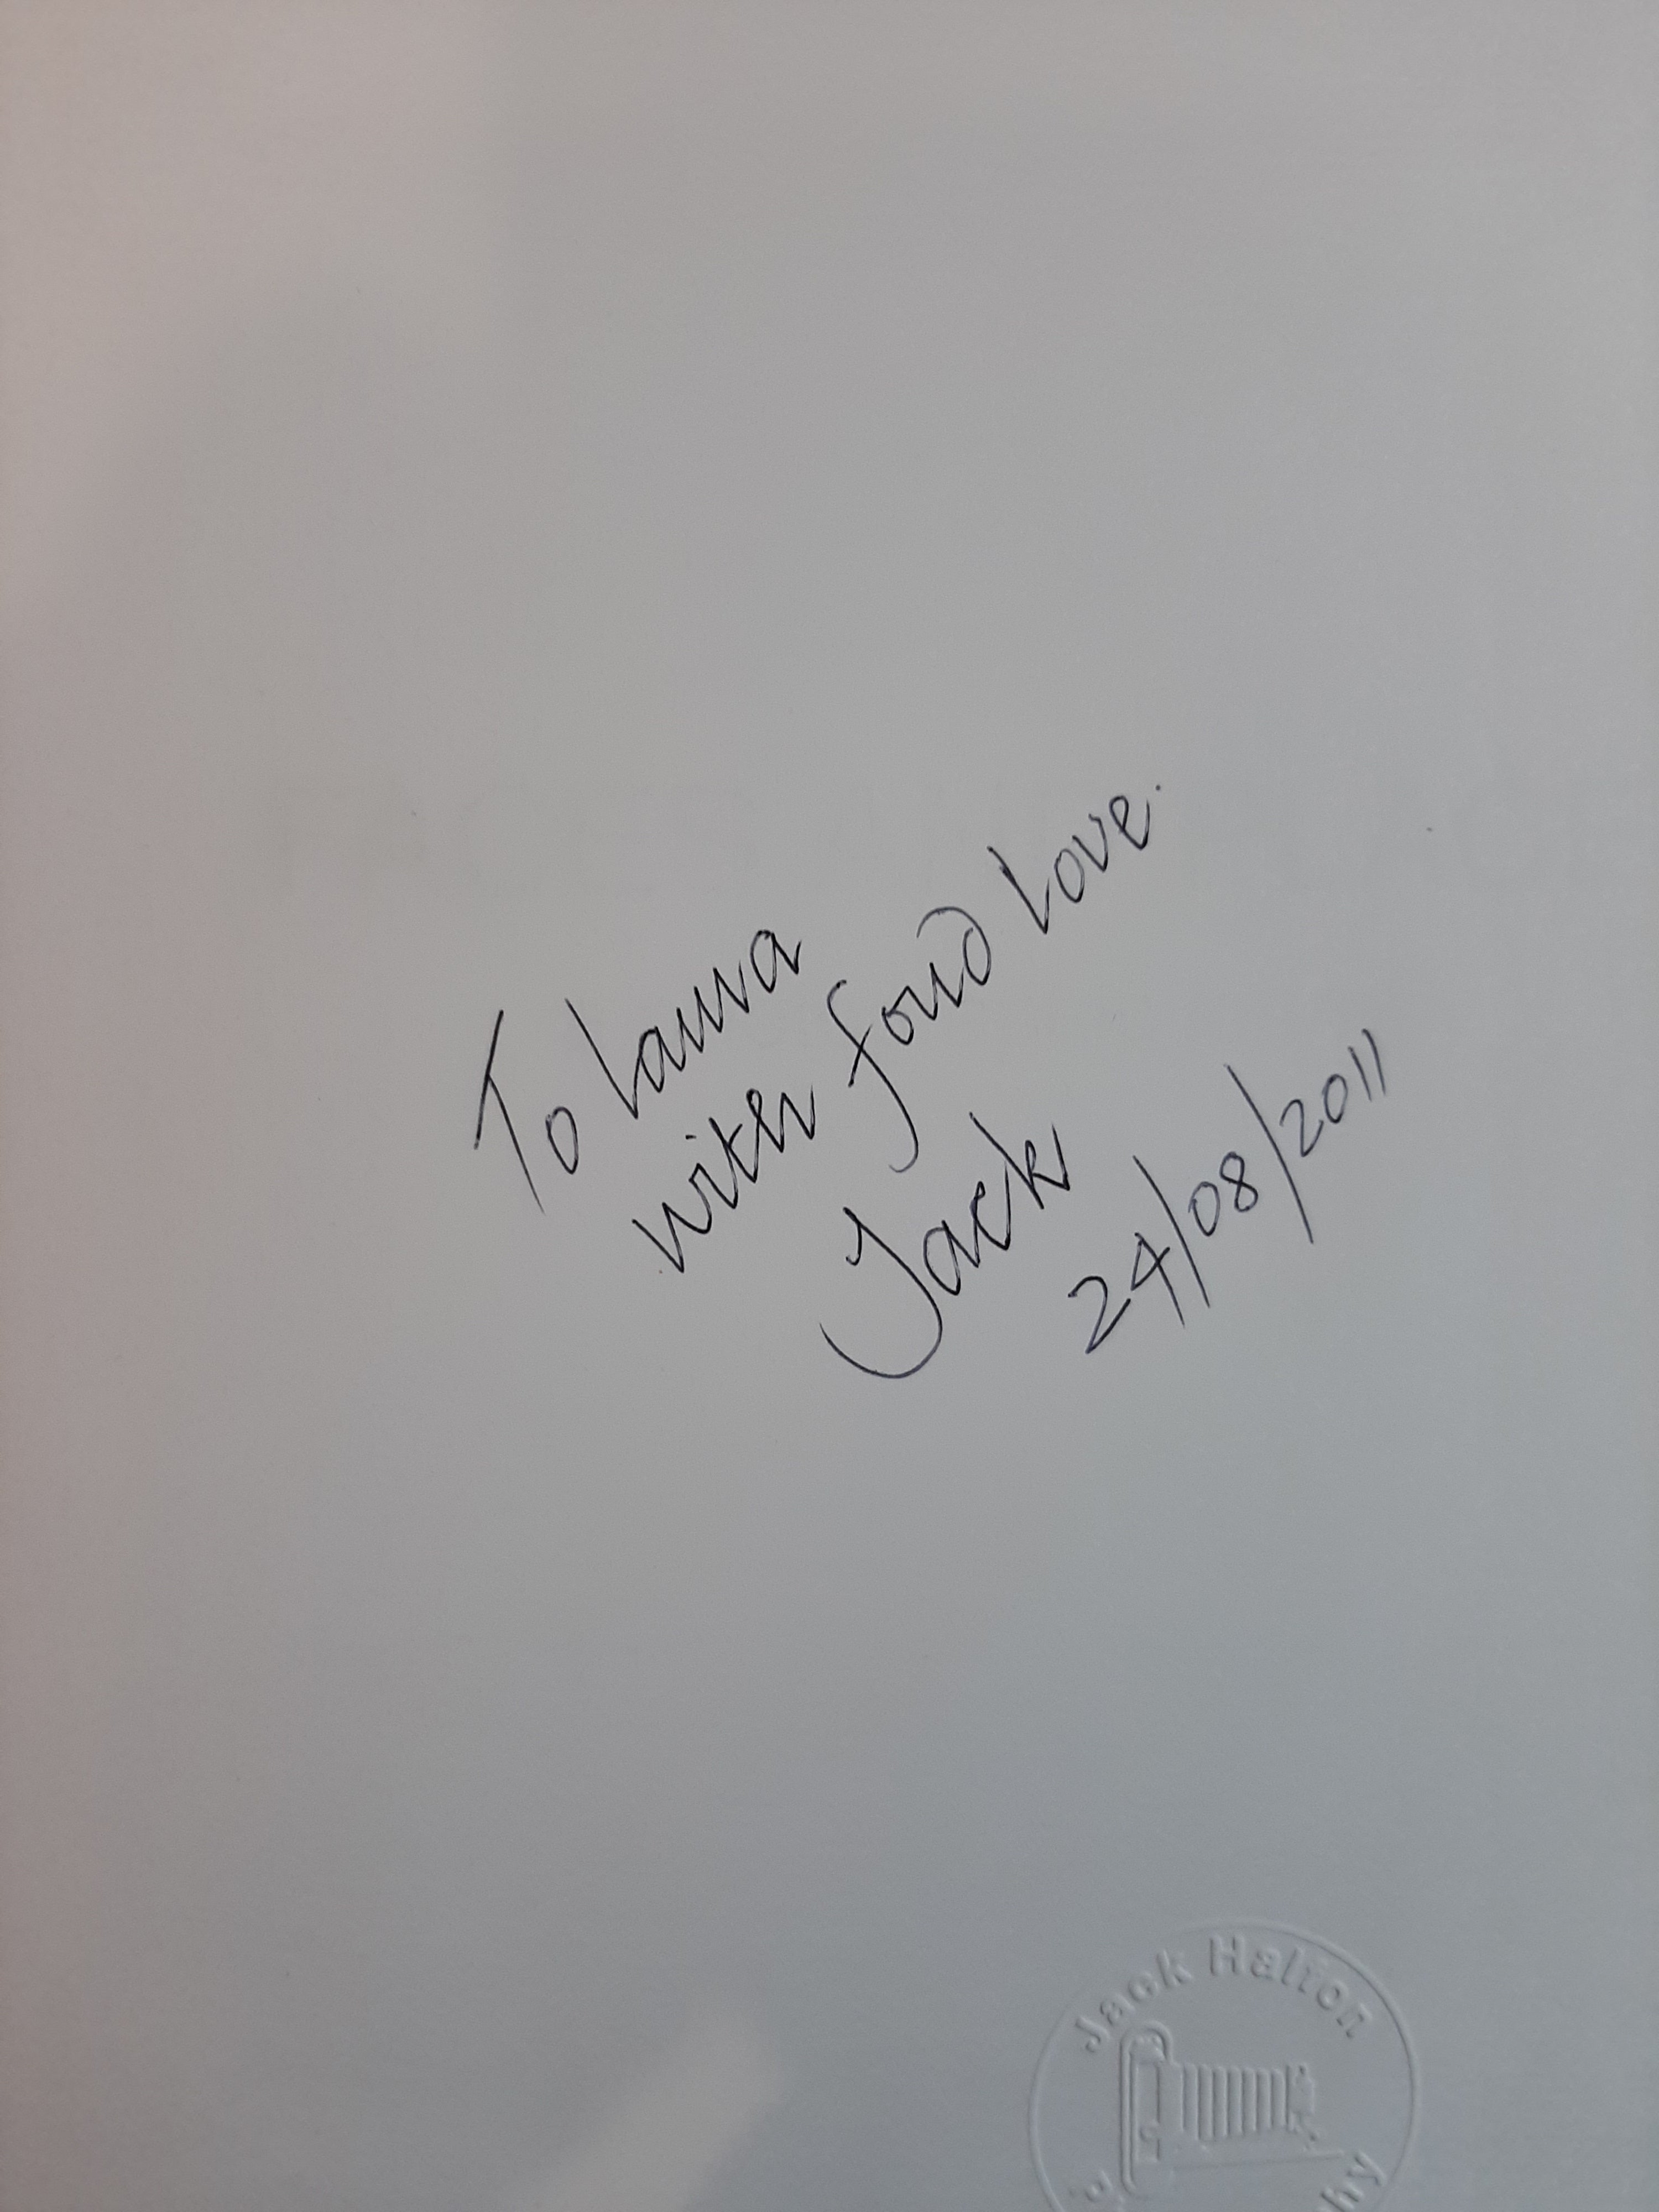 To Laura
with fond love.
Jack
24/08/2011
Jack Halton